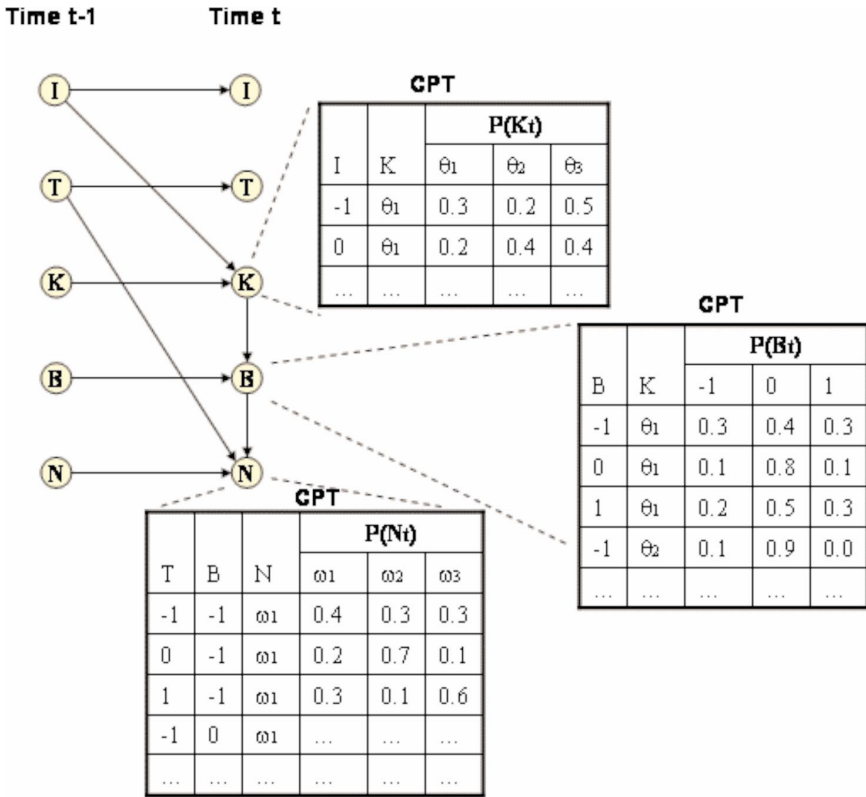 Time t-1 Time t
I I
T T
K K
B B
N N
CPT
P(Kt)
I K θ1 θ2 θ3
-1 θ1 0.3 0.2 0.5
0 θ1 0.2 0.4 0.4
... ... ... ... ...
CPT
P(Bt)
B K -1 0 1
-1 θ1 0.3 0.4 0.3
0 θ1 0.1 0.8 0.1
1 θ1 0.2 0.5 0.3
-1 θ2 0.1 0.9 0.0
... ... ... ... ...
CPT
P(Nt)
T B N ω1 ω2 ω3
-1 -1 ω1 0.4 0.3 0.3
0 -1 ω1 0.2 0.7 0.1
1 -1 ω1 0.3 0.1 0.6
-1 0 ω1 ... ... ...
... ... ... ... ... ...